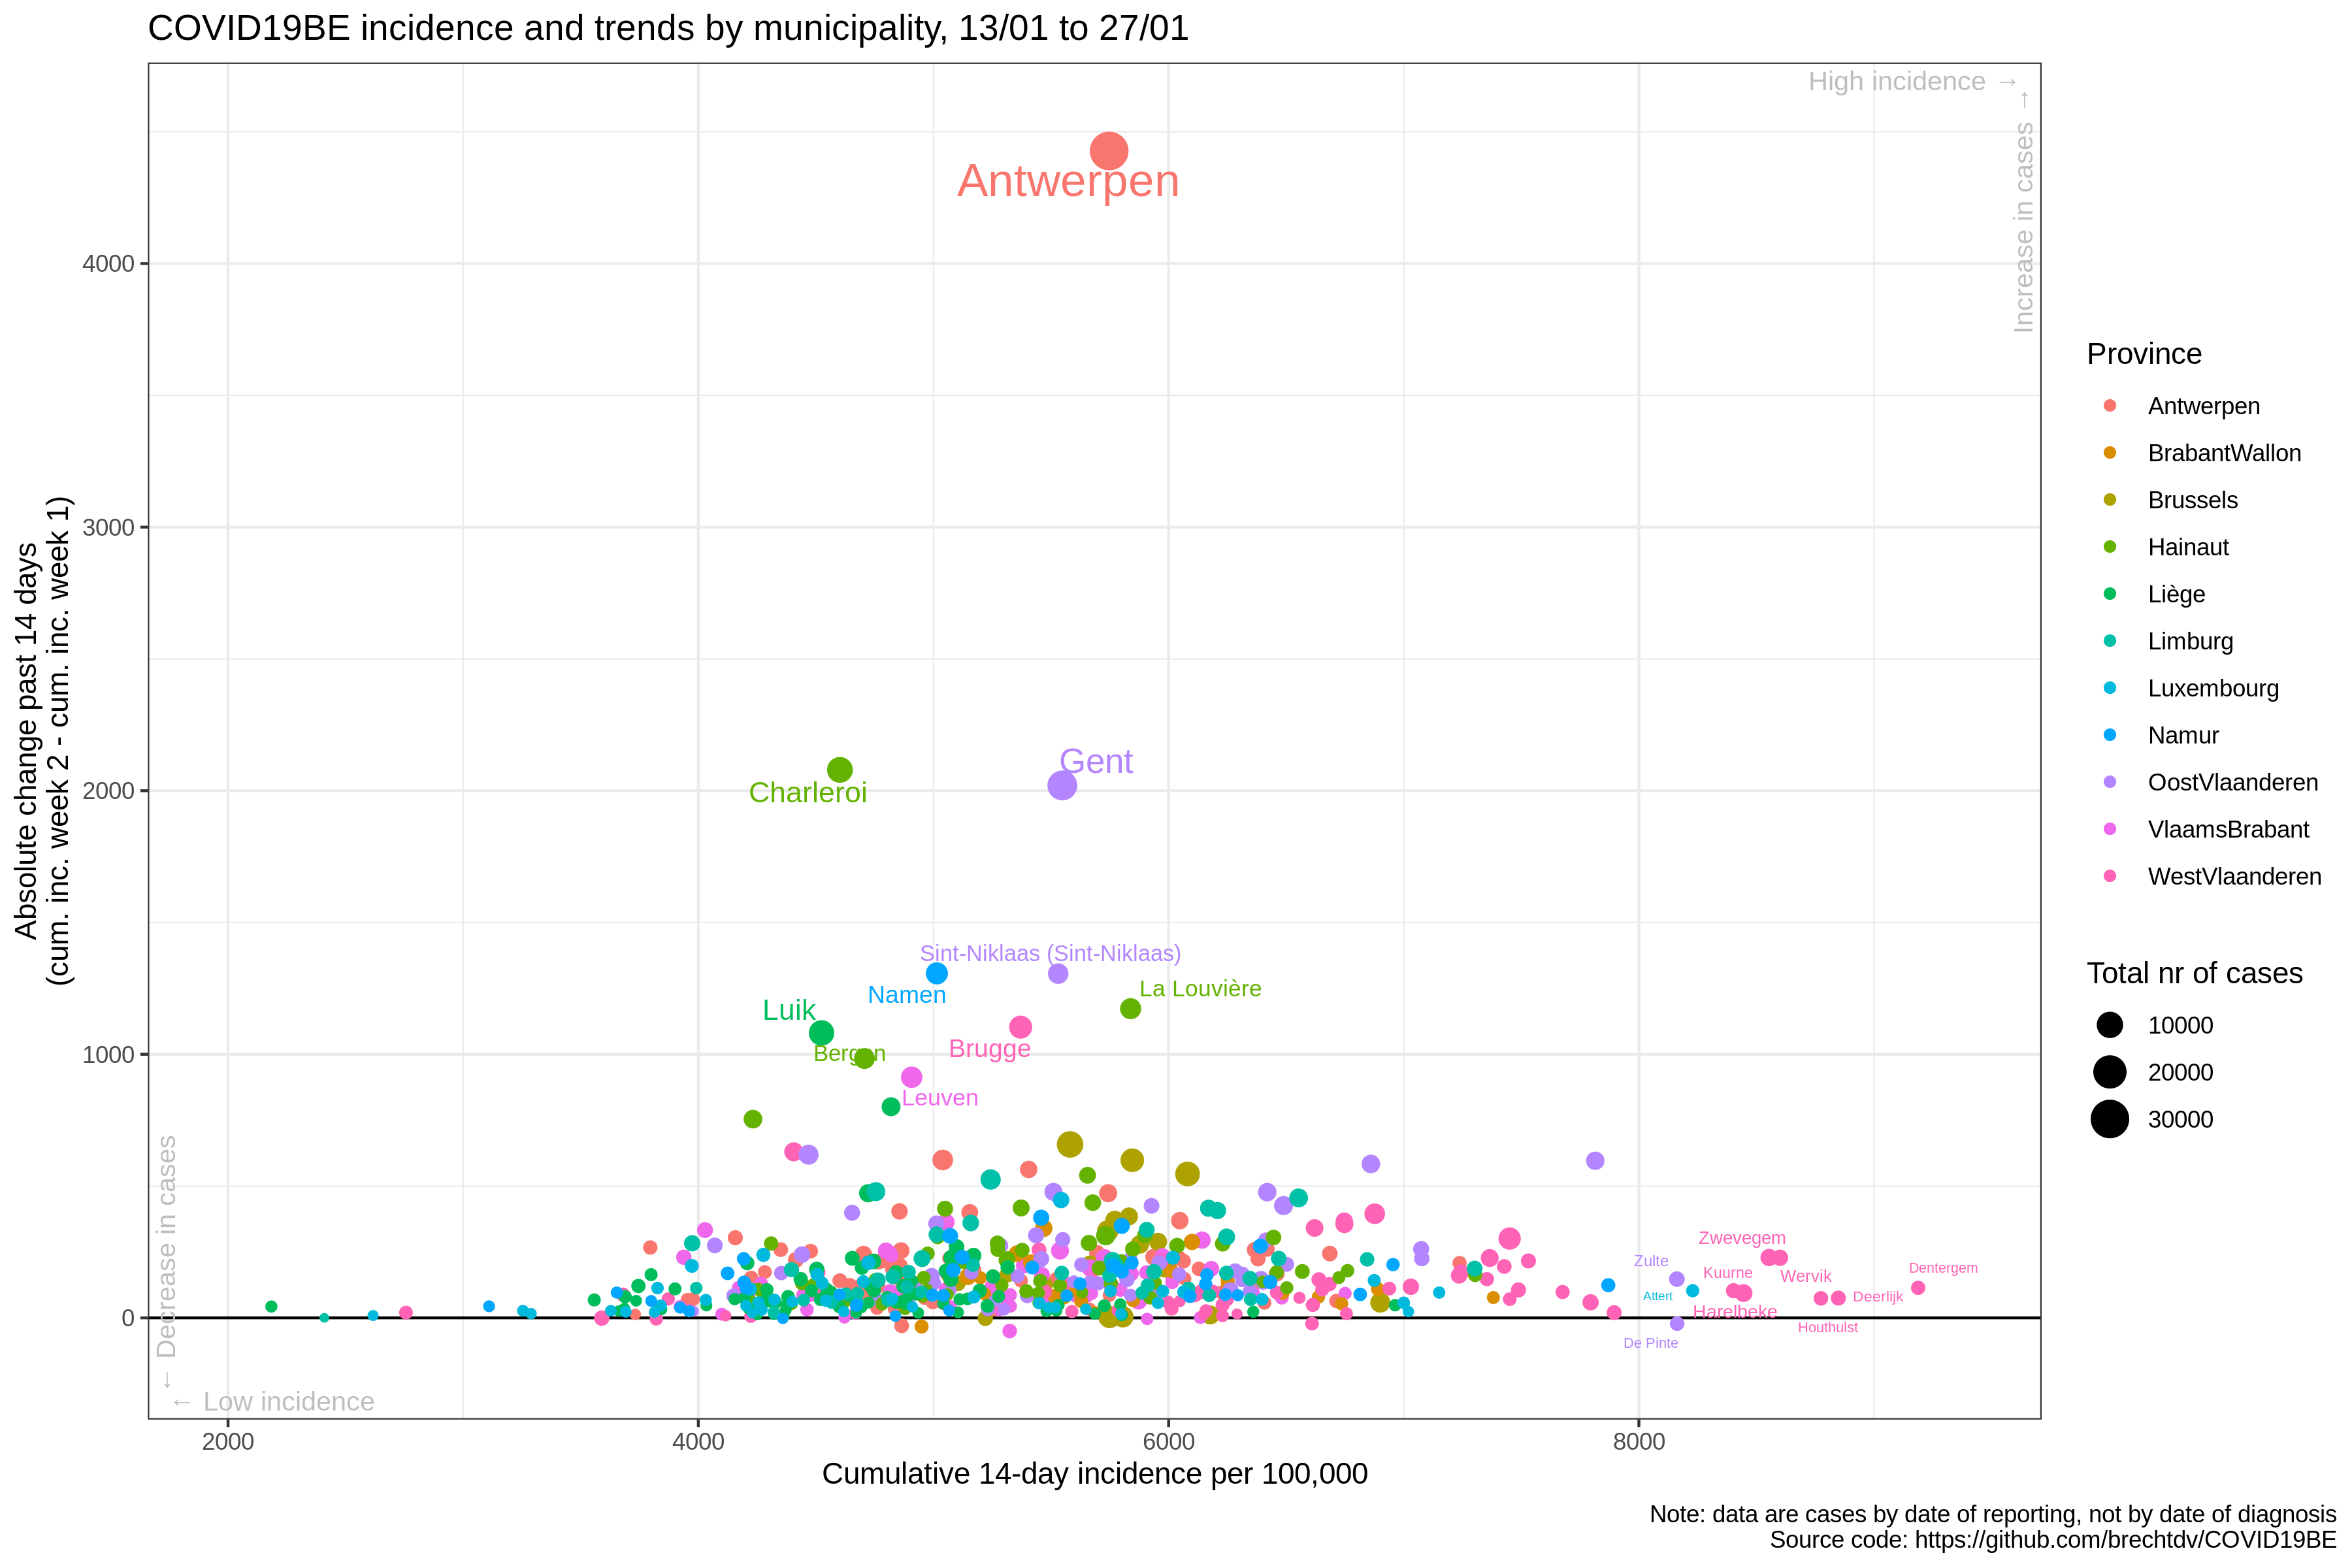 COVID19BE incidence and trends by municipality, 13/01 to 27/01
High incidence →
Increase in cases →
Antwerpen
4000
3000
2000
1000
0
Absolute change past 14 days
(cum. inc. week 2 - cum. inc. week 1)
Gent
Charleroi
Sint-Niklaas (Sint-Niklaas)
Namen
La Louvière
Luik
Brugge
Bergen
Leuven
Zwevegem
Zulte
Kuurne
Wervik
Dentergem
Attert
Deerlijk
Harelbeke
Houthulst
De Pinte
← Decrease in cases
← Low incidence
2000
4000
6000
8000
Cumulative 14-day incidence per 100,000
Province
Antwerpen
BrabantWallon
Brussels
Hainaut
Liège
Limburg
Luxembourg
Namur
OostVlaanderen
VlaamsBrabant
WestVlaanderen
Total nr of cases
10000
20000
30000
Note: data are cases by date of reporting, not by date of diagnosis
Source code: https://github.com/brechtdv/COVID19BE